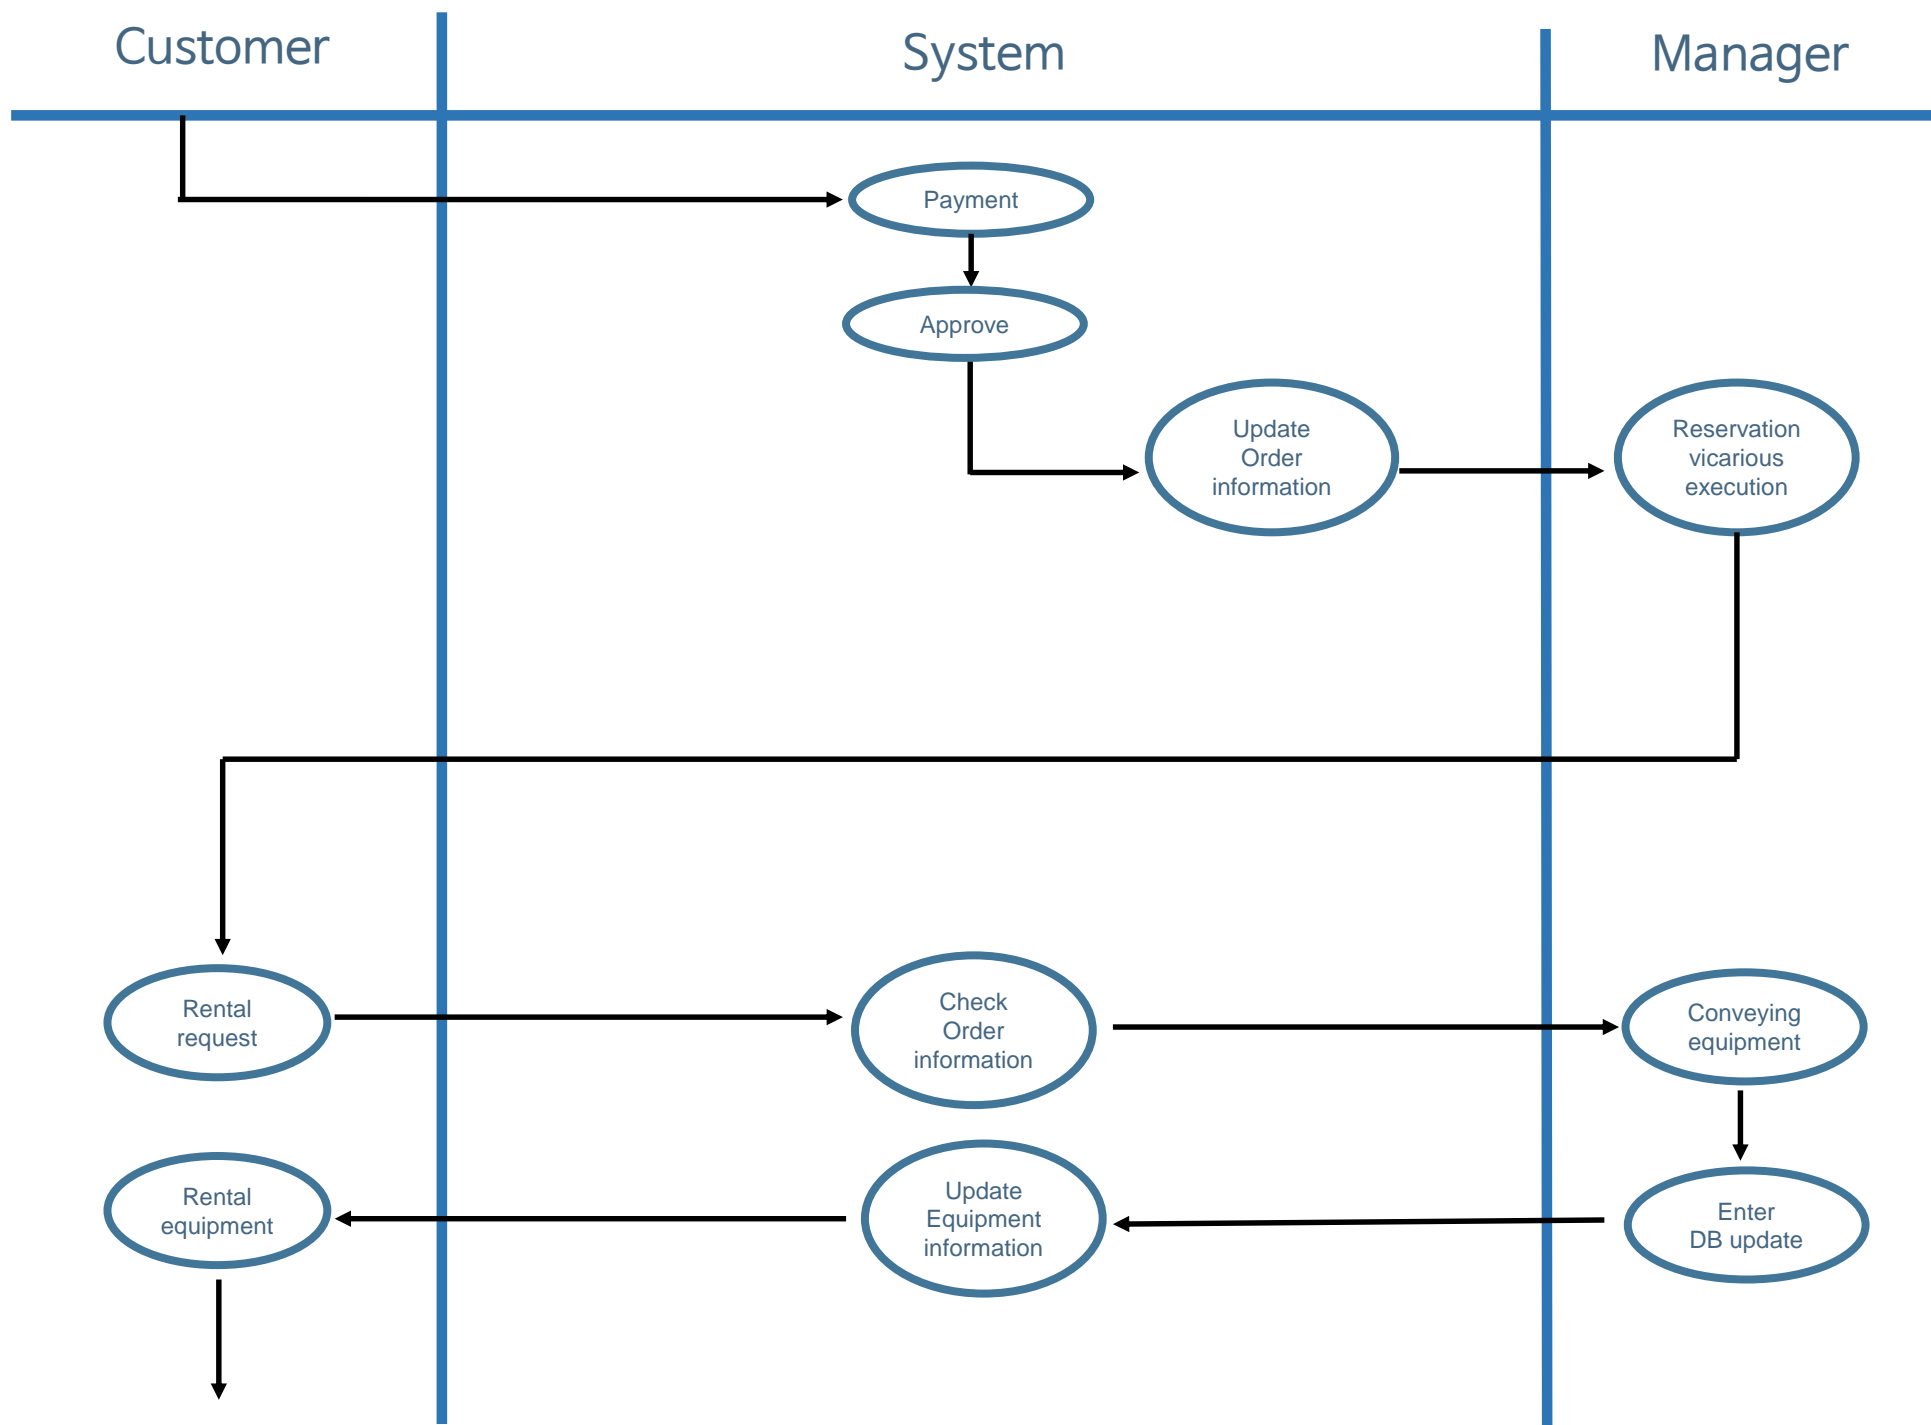 Customer
System
Manager
Payment
Approve
Update
Order
information
Reservation
vicarious
execution
Rental
request
Check
Order
information
Conveying
equipment
Rental
equipment
Update
Equipment
information
Enter
DB update